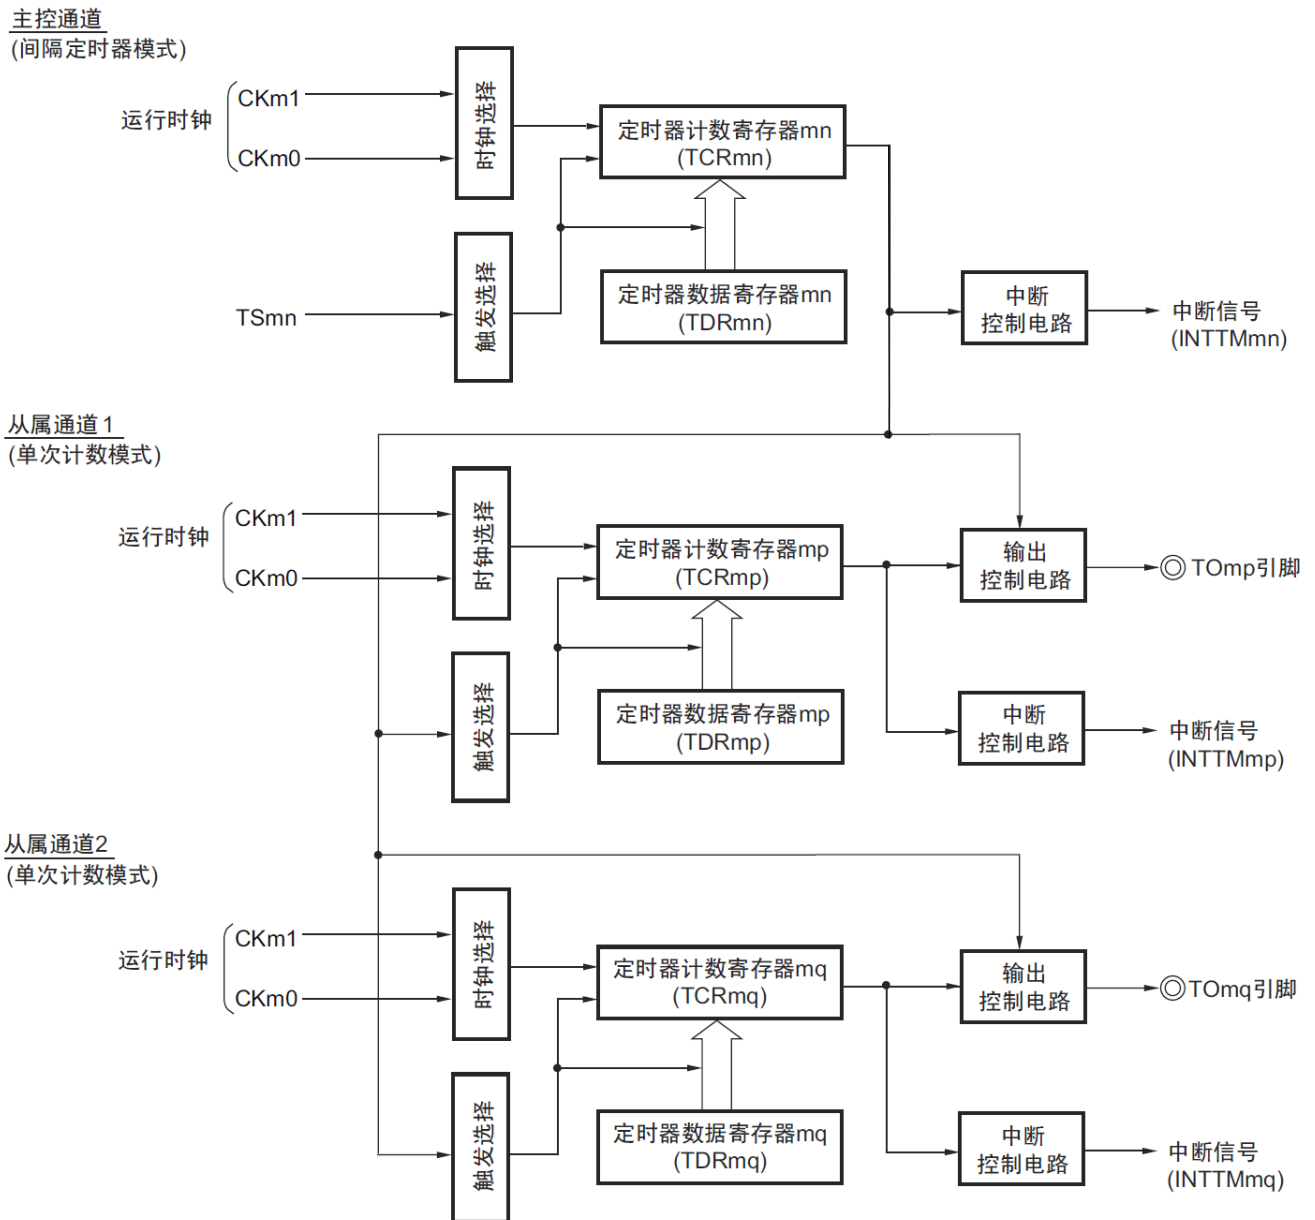 主控通道
(间隔定时器模式)
运行时钟
CKm1
CKm0
时钟选择
定时器计数寄存器mn
(TCRmn)
TSmn
触发选择
定时器数据寄存器mn
(TDRmn)
中断
控制电路
中断信号
(INTTMmn)
从属通道1
(单次计数模式)
运行时钟
CKm1
CKm0
时钟选择
定时器计数寄存器mp
(TCRmp)
输出
控制电路
TOmp引脚
触发选择
定时器数据寄存器mp
(TDRmp)
中断
控制电路
中断信号
(INTTMmp)
从属通道2
(单次计数模式)
运行时钟
CKm1
CKm0
时钟选择
定时器计数寄存器mq
(TCRmq)
输出
控制电路
TOmq引脚
触发选择
定时器数据寄存器mq
(TDRmq)
中断
控制电路
中断信号
(INTTMmq)